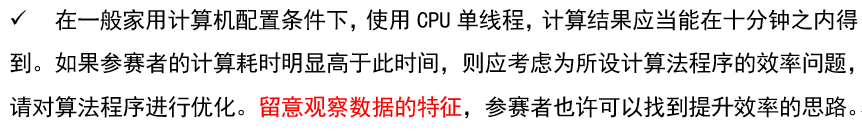 ✓ 在一般家用计算机配置条件下，使用 CPU 单线程，计算结果应当能在十分钟之内得
到。如果参赛者的计算耗时明显高于此时间，则应考虑为所设计算法程序的效率问题，
请对算法程序进行优化。留意观察数据的特征，参赛者也许可以找到提升效率的思路。